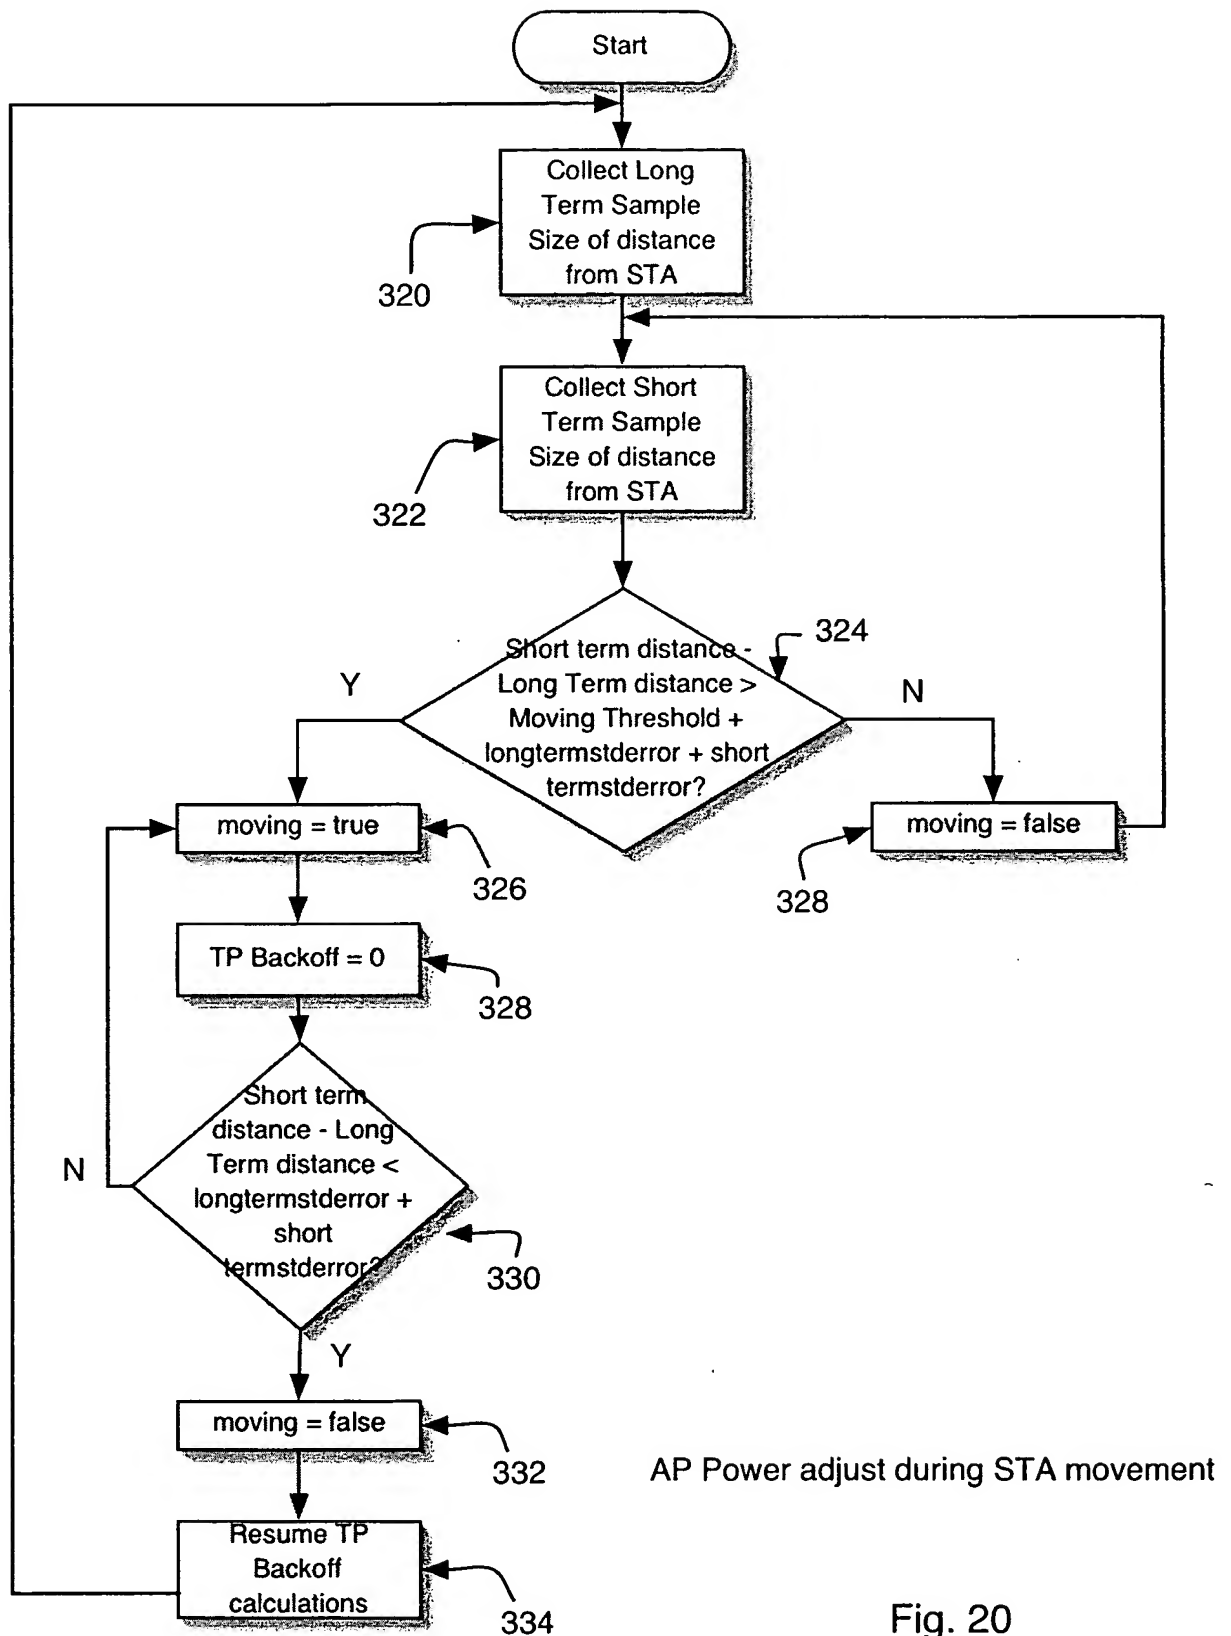 Start
Collect Long
Term Sample
Size of distance
from STA
320
Collect Short
Term Sample
Size of distance
from STA
322
324
Short term distance -
Long Term distance >
Moving Threshold +
longtermstderror + short
termstderror?
Y
N
moving = true
326
moving = false
328
TP Backoff = 0
328
Short term
distance - Long
Term distance <
longtermstderror +
short
termstderror?
N
330
Y
moving = false
332
AP Power adjust during STA movement
Resume TP
Backoff
calculations
334
Fig. 20